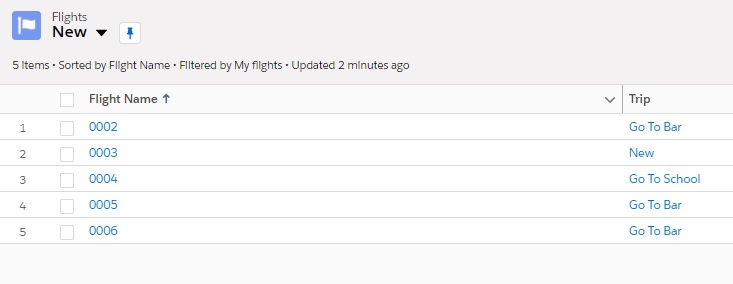 Flights
New
5 items • Sorted by Flight Name • Filtered by My flights • Updated 2 minutes ago
Flight Name ↑ Trip
1 0002 Go To Bar
2 0003 New
3 0004 Go To School
4 0005 Go To Bar
5 0006 Go To Bar